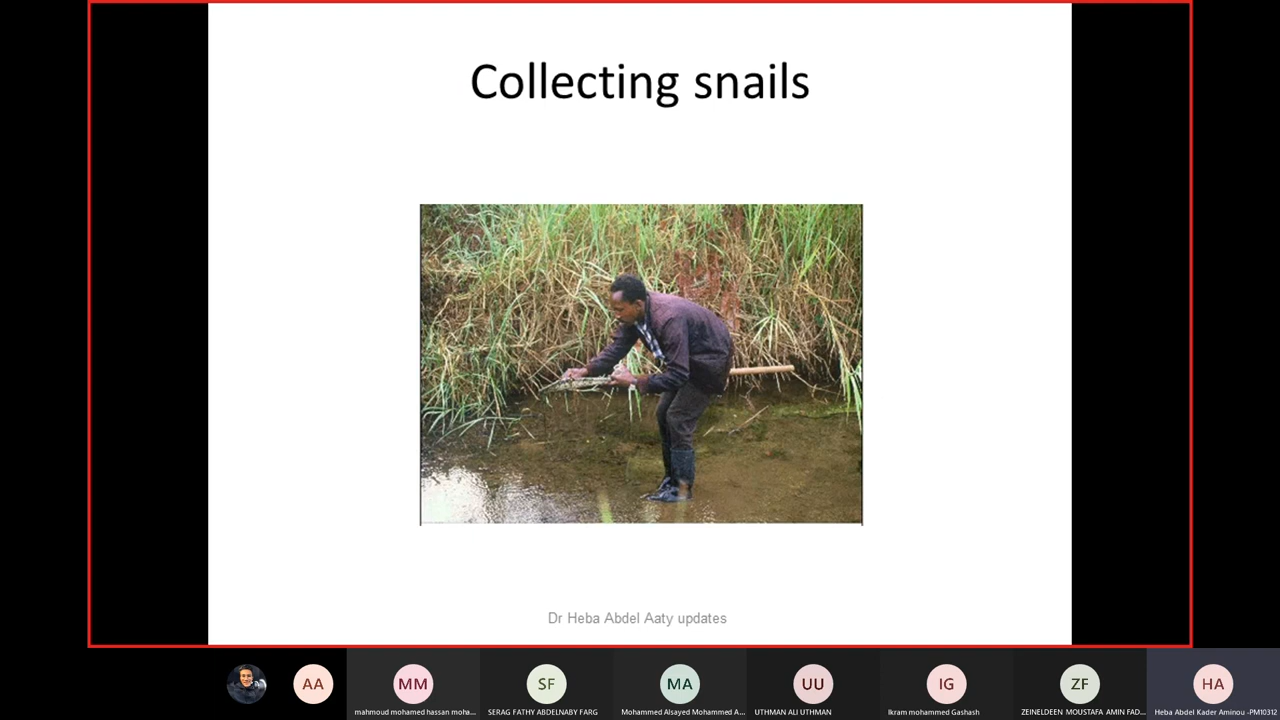 Collecting snails
Dr Heba Abdel Aaty updates
AA
MM
SF
MA
UU
IG
ZF
HA
mahmoud mohamed hassan moha...
SERAG FATHY ABDELNABY FARG
Mohammed Alsayed Mohammed A...
UTHMAN ALI UTHMAN
Ikram mohammed Gashash
ZEINELDEEN MOUSTAFA AMIN FAD...
Heba Abdel Kader Aminou -PM10312